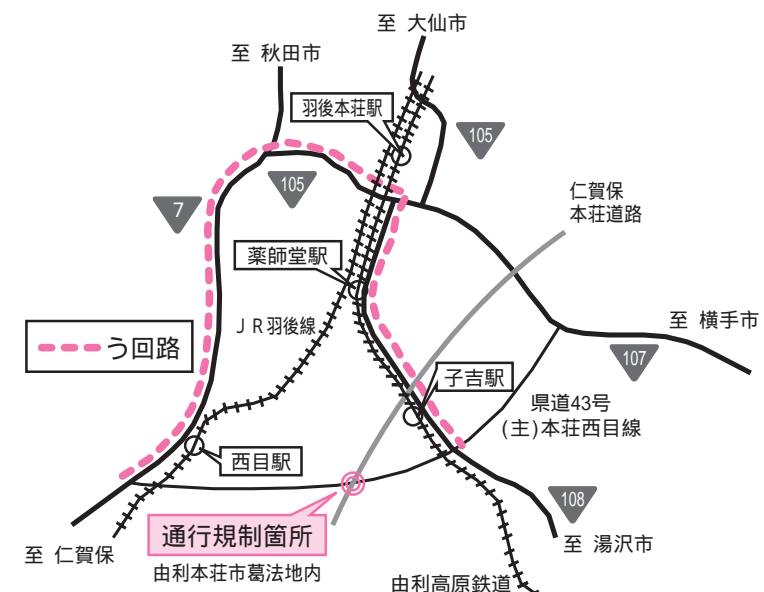 至 大仙市
至 秋田市
羽後本荘駅
105
105
7
仁賀保
本荘道路
薬師堂駅
ＪＲ羽後線
う回路
至 横手市
107
子吉駅
県道43号
(主)本荘西目線
西目駅
108
通行規制箇所
至 湯沢市
至 仁賀保
由利本荘市葛法地内
由利高原鉄道